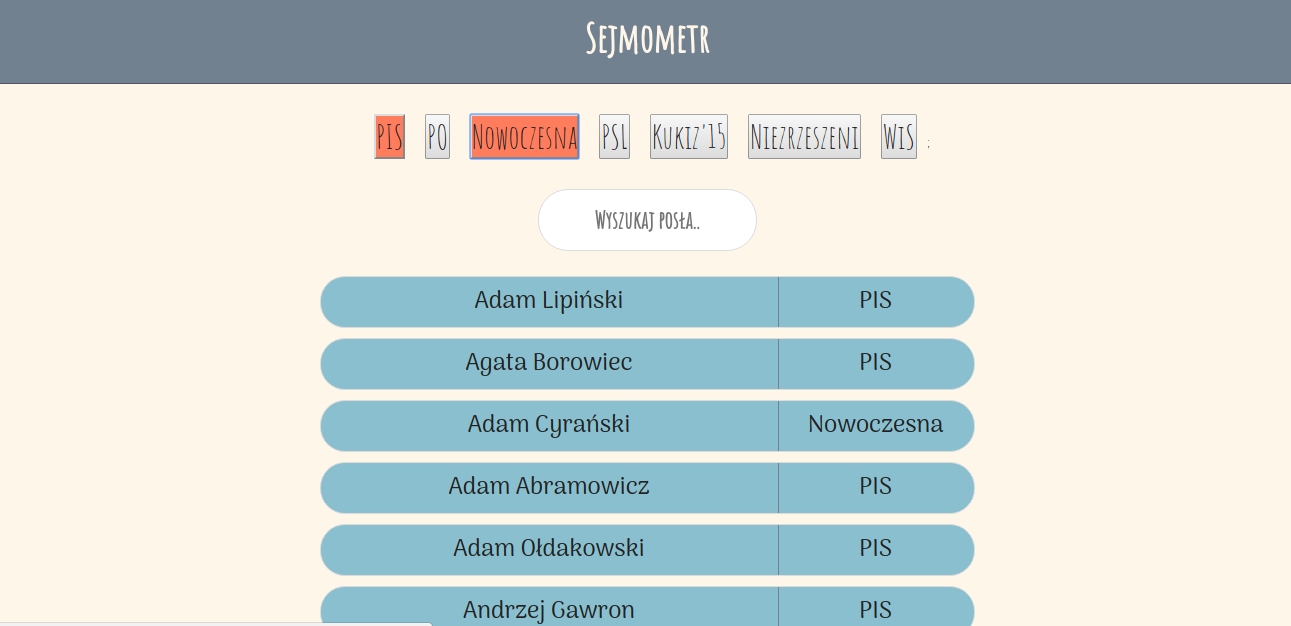 Sejmometr
PIS PO Nowoczesna PSL Kukiz'15 Niezrzeszeni WiS ;
Wyszukaj posła..
Adam Lipiński PIS
Agata Borowiec PIS
Adam Cyrański Nowoczesna
Adam Abramowicz PIS
Adam Ołdakowski PIS
Andrzej Gawron PIS